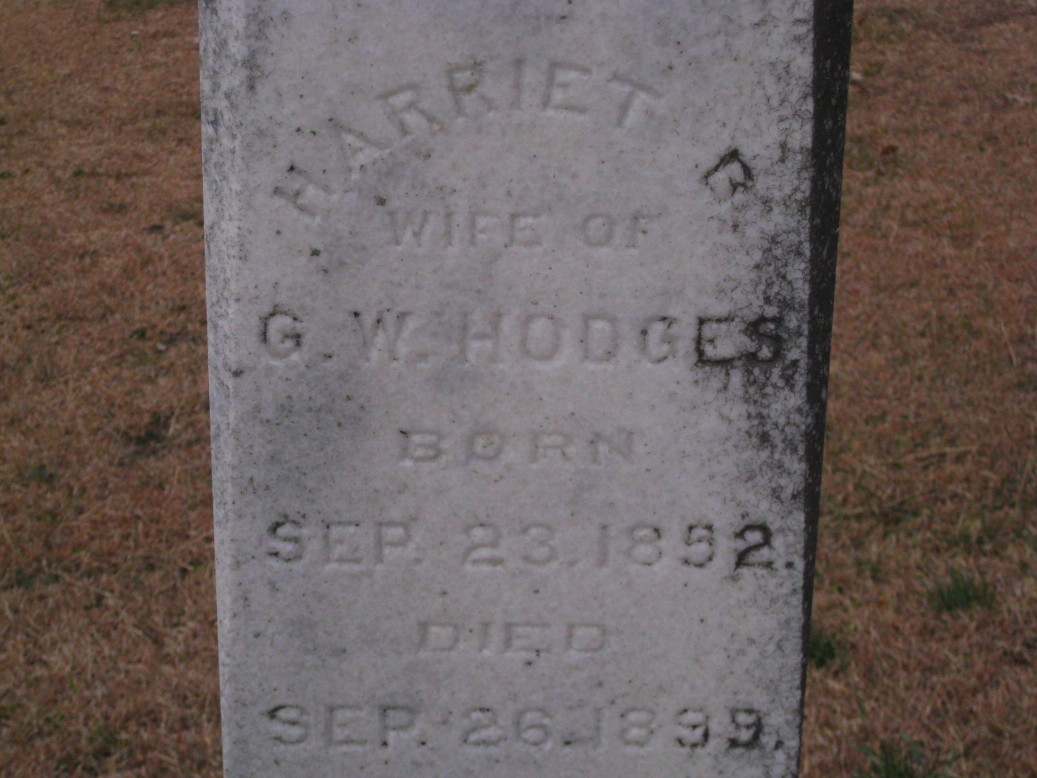 HARRIET
WIFE OF
G. W. HODGES
BORN
SEP. 23, 1852.
DIED
SEP. 26, 1899.